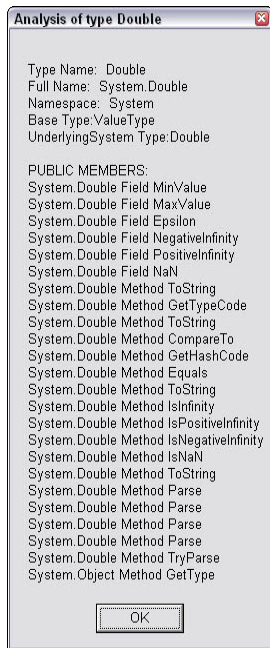 Analysis of type Double
Type Name: Double
Full Name: System.Double
Namespace: System
Base Type:ValueType
UnderlyingSystem Type:Double
PUBLIC MEMBERS:
System.Double Field MinValue
System.Double Field MaxValue
System.Double Field Epsilon
System.Double Field NegativeInfinity
System.Double Field PositiveInfinity
System.Double Field NaN
System.Double Method ToString
System.Double Method GetTypeCode
System.Double Method ToString
System.Double Method CompareTo
System.Double Method GetHashCode
System.Double Method Equals
System.Double Method ToString
System.Double Method IsInfinity
System.Double Method IsPositiveInfinity
System.Double Method IsNegativeInfinity
System.Double Method IsNaN
System.Double Method ToString
System.Double Method Parse
System.Double Method Parse
System.Double Method Parse
System.Double Method Parse
System.Double Method TryParse
System.Object Method GetType
OK